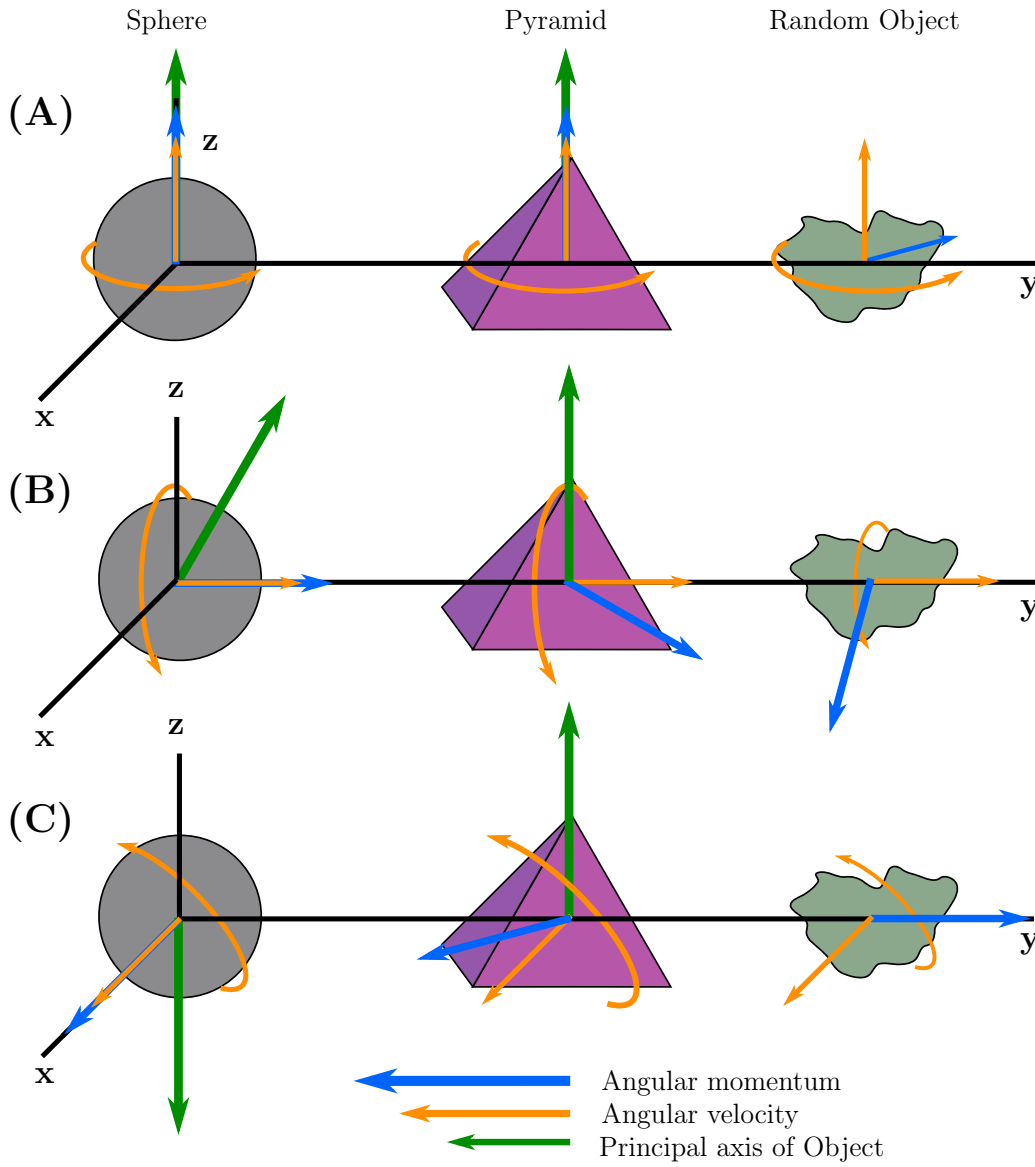 Sphere Pyramid Random Object
(A)
z
y
x
z
(B)
y
x
z
(C)
y
x
Angular momentum
Angular velocity
Principal axis of Object